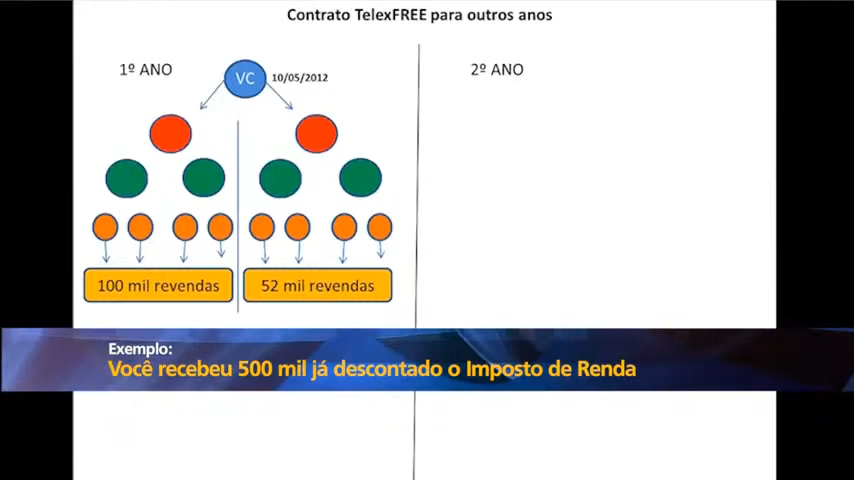 Contrato TelexFREE para outros anos
1º ANO
VC
10/05/2012
2º ANO
100 mil revendas
52 mil revendas
Exemplo:
Você recebeu 500 mil já descontado o Imposto de Renda